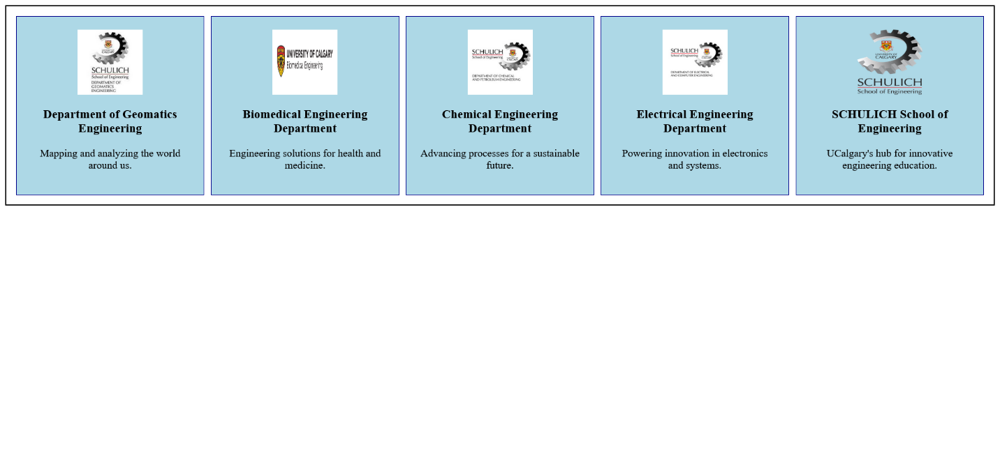 UNIVERSITY OF
CALGARY
SCHULICH
School of Engineering
DEPARTMENT OF
GEOMATICS
ENGINEERING
Department of Geomatics
Engineering
Mapping and analyzing the world
around us.
UNIVERSITY OF CALGARY
Biomedical Engineering
Biomedical Engineering
Department
Engineering solutions for health and
medicine.
SCHULICH
School of Engineering
UNIVERSITY OF
CALGARY
DEPARTMENT OF CHEMICAL
AND PETROLEUM ENGINEERING
Chemical Engineering
Department
Advancing processes for a sustainable
future.
SCHULICH
School of Engineering
UNIVERSITY OF
CALGARY
DEPARTMENT OF ELECTRICAL
AND COMPUTER ENGINEERING
Electrical Engineering
Department
Powering innovation in electronics
and systems.
UNIVERSITY OF
CALGARY
SCHULICH
School of Engineering
SCHULICH School of
Engineering
UCalgary's hub for innovative
engineering education.